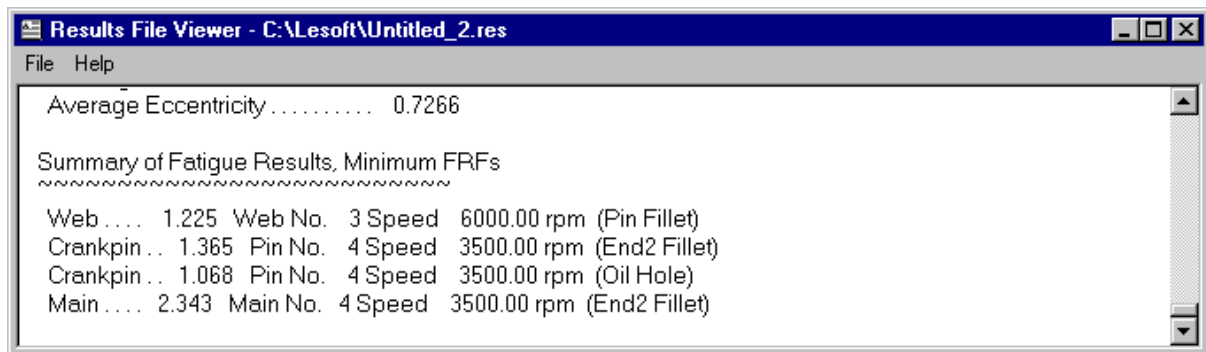 Results File Viewer - C:\Lesoft\Untitled_2.res
File Help
Average Eccentricity.......... 0.7266
Summary of Fatigue Results, Minimum FRFs
~~~~~~~~~~~~~~~~~~~~~~~~~~
Web.... 1.225 Web No. 3 Speed 6000.00 rpm (Pin Fillet)
Crankpin.. 1.365 Pin No. 4 Speed 3500.00 rpm (End2 Fillet)
Crankpin.. 1.068 Pin No. 4 Speed 3500.00 rpm (Oil Hole)
Main.... 2.343 Main No. 4 Speed 3500.00 rpm (End2 Fillet)